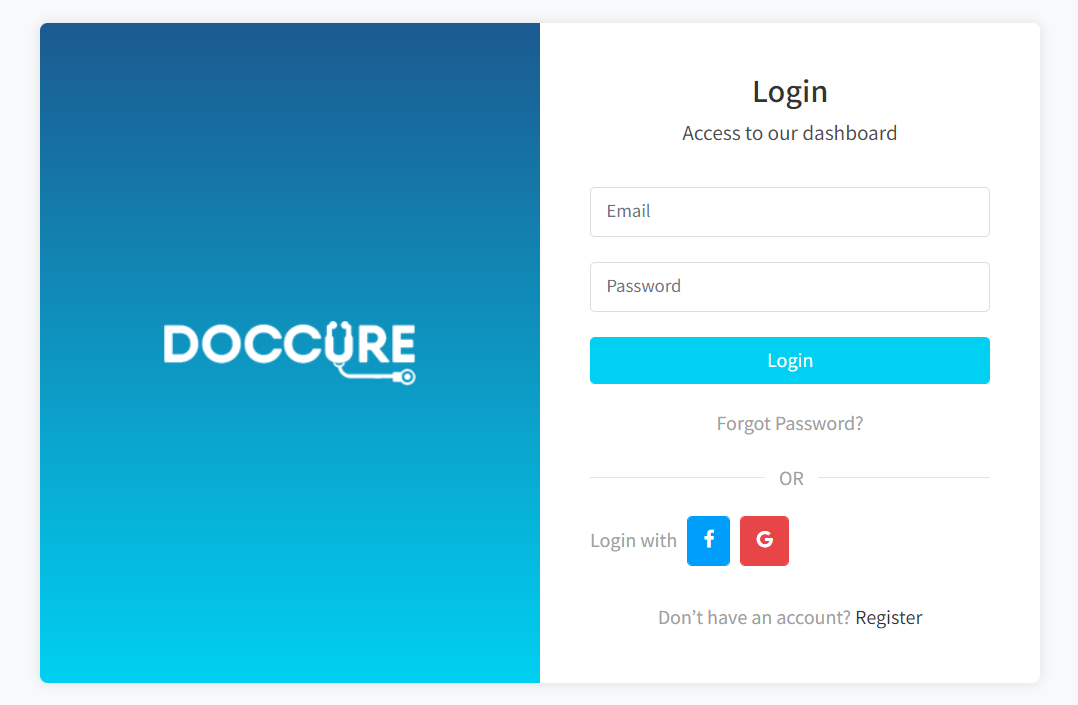 DOCCURE
Login
Access to our dashboard
Email
Password
Login
Forgot Password?
OR
Login with f G
Don’t have an account? Register